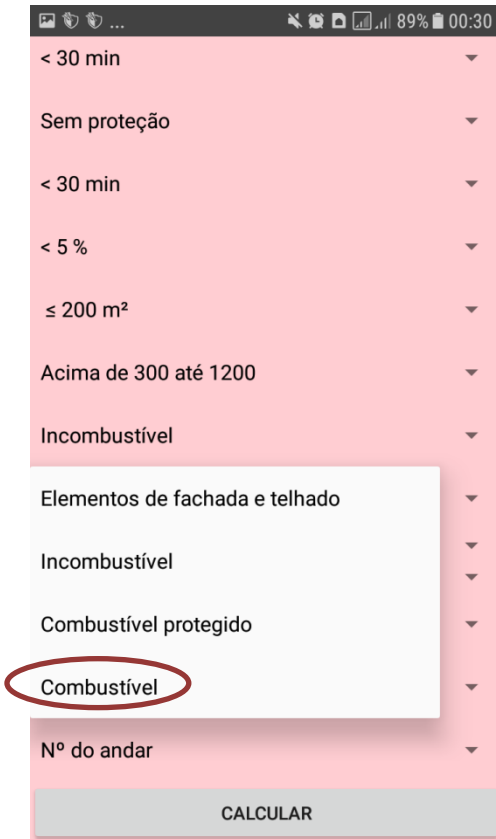 ... 89% 00:30
< 30 min
Sem proteção
< 30 min
< 5 %
≤ 200 m²
Acima de 300 até 1200
Incombustível
Elementos de fachada e telhado
Incombustível
Combustível protegido
Combustível
Nº do andar
CALCULAR